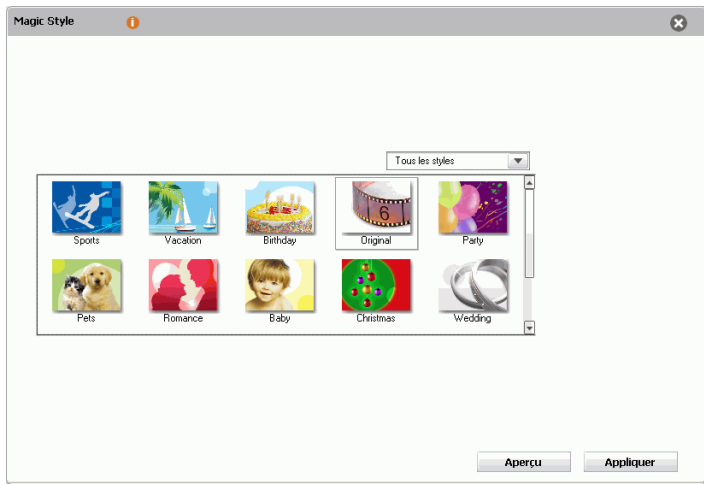 Magic Style
Tous les styles
6
Sports Vacation Birthday Original Party
Pets Romance Baby Christmas Wedding
Aperçu Appliquer